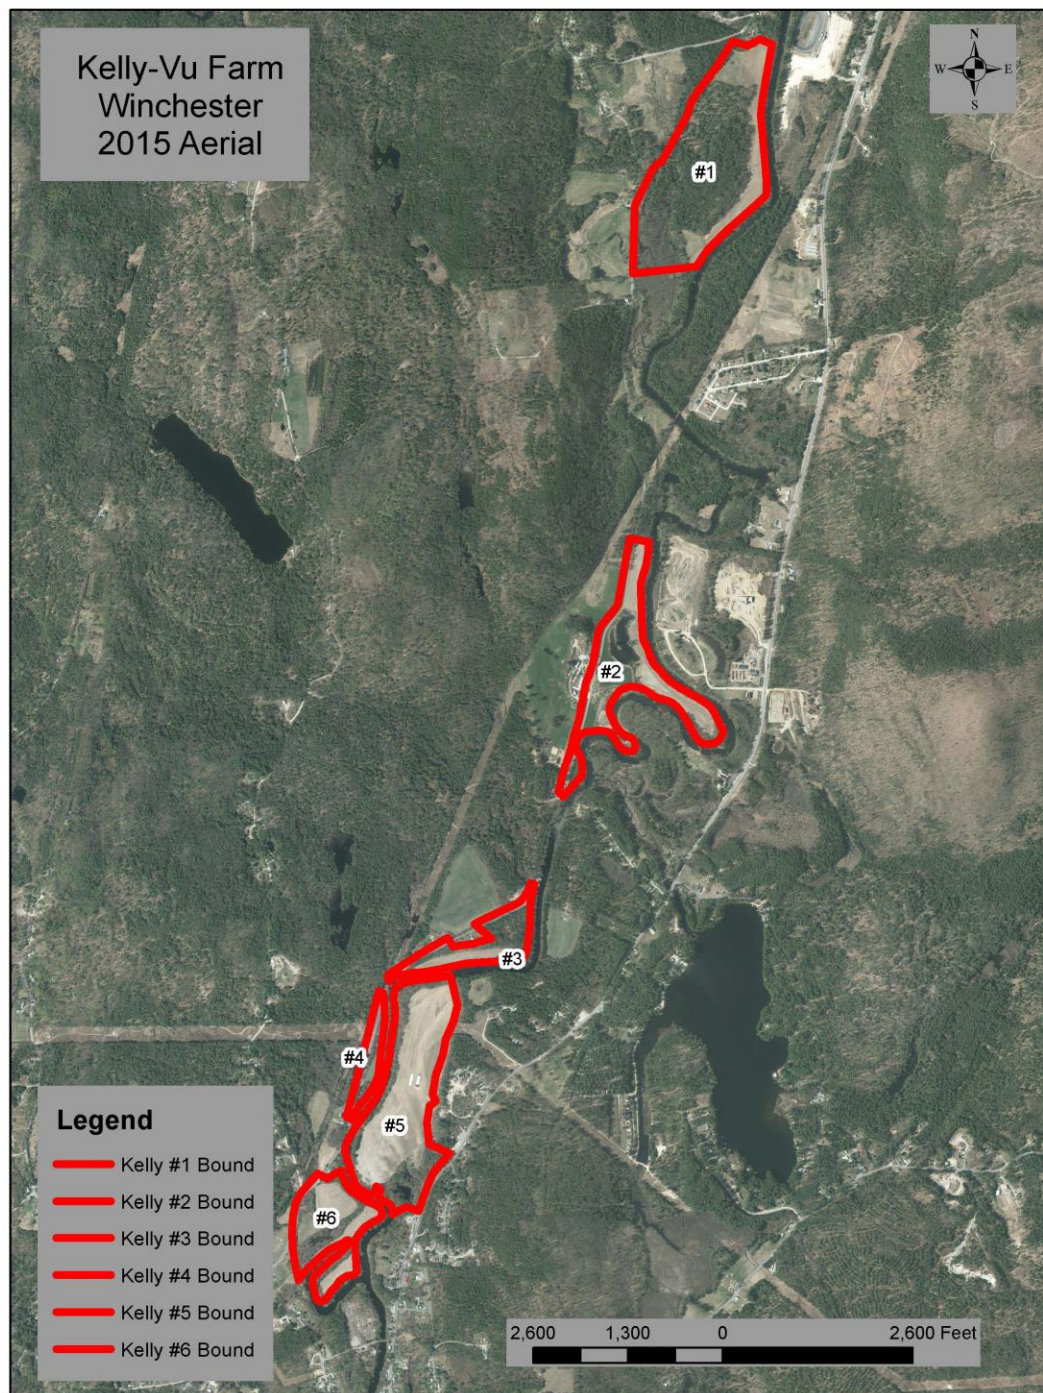 Kelly-Vu Farm
Winchester
2015 Aerial
N
W E
S
#1
#2
#3
#4
#5
#6
Legend
Kelly #1 Bound
Kelly #2 Bound
Kelly #3 Bound
Kelly #4 Bound
Kelly #5 Bound
Kelly #6 Bound
2,600 1,300 0 2,600 Feet